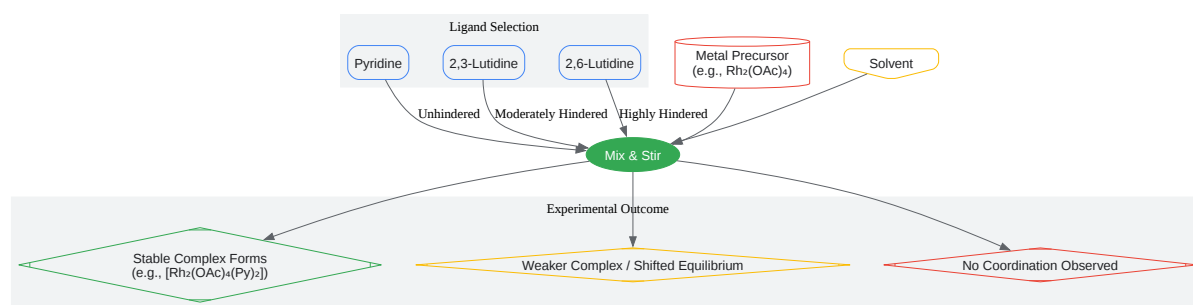 Ligand Selection
Pyridine
2,3-Lutidine
2,6-Lutidine
Metal Precursor
(e.g., Rh₂(OAc)₄)
Solvent
Unhindered
Moderately Hindered
Highly Hindered
Mix & Stir
Experimental Outcome
Stable Complex Forms
(e.g., [Rh₂(OAc)₄(Py)₂])
Weaker Complex / Shifted Equilibrium
No Coordination Observed